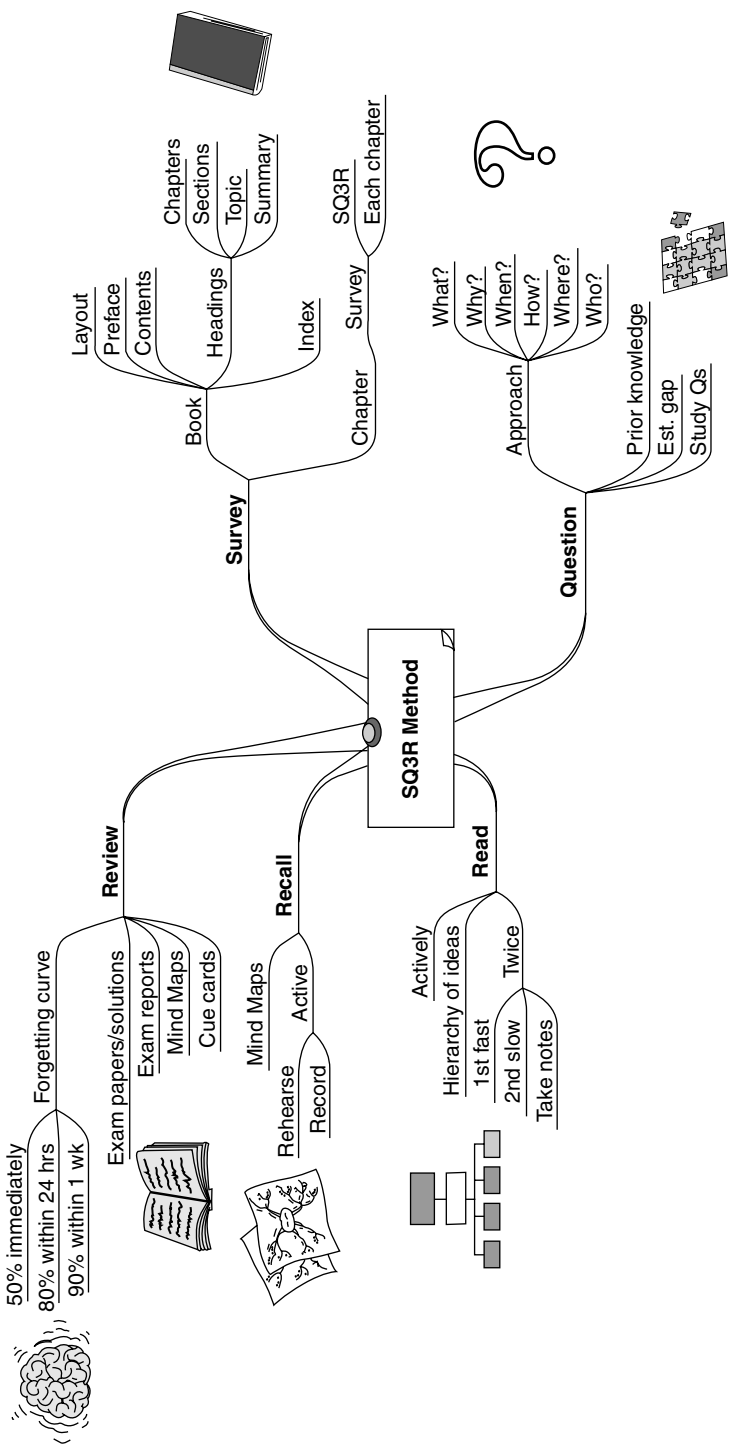 SQ3R Method
Survey
Book
Layout
Preface
Contents
Headings
Chapters
Sections
Topic
Summary
Index
Chapter
Survey
SQ3R
Each chapter
Question
Approach
What?
Why?
When?
How?
Where?
Who?
Prior knowledge
Est. gap
Study Qs
Read
Actively
Hierarchy of ideas
Twice
1st fast
2nd slow
Take notes
Recall
Mind Maps
Active
Rehearse
Record
Review
Forgetting curve
50% immediately
80% within 24 hrs
90% within 1 wk
Exam papers/solutions
Exam reports
Mind Maps
Cue cards
?